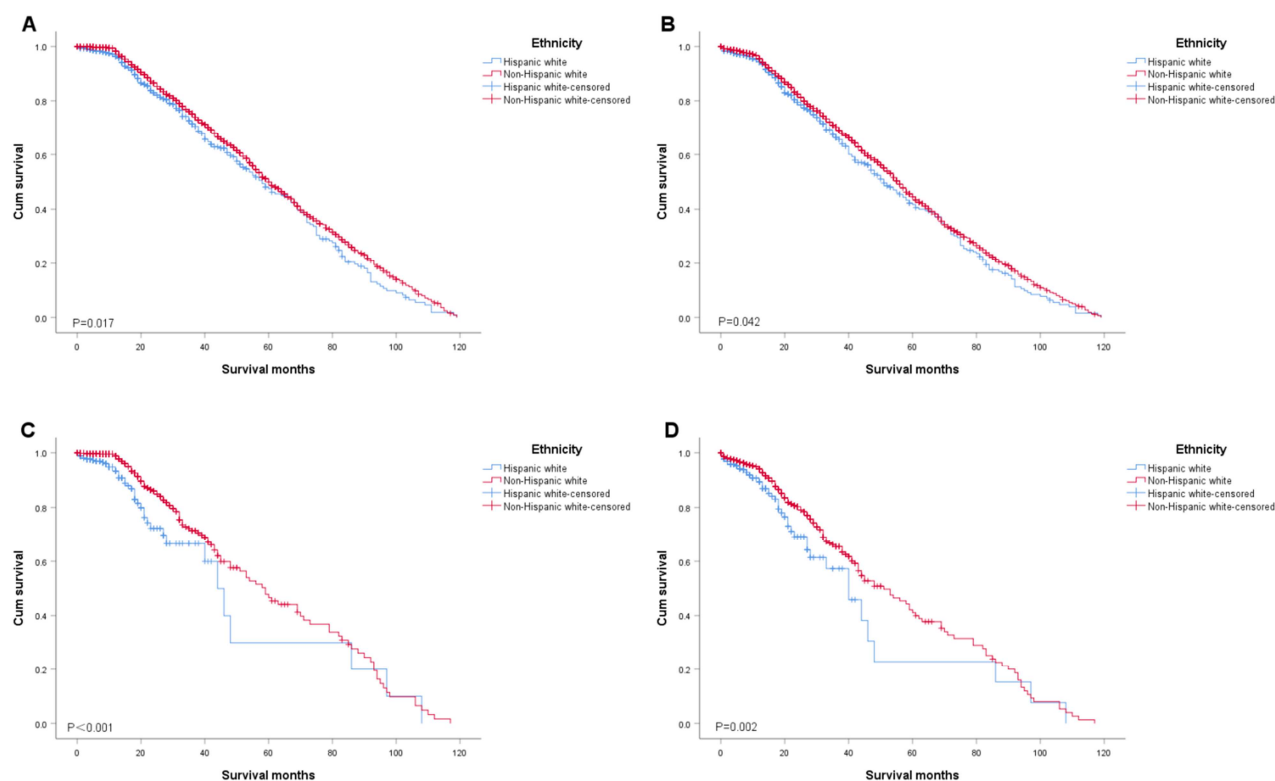 A
Ethnicity
Hispanic white
Non-Hispanic white
Hispanic white-censored
Non-Hispanic white-censored
Cum survival
1.0
0.8
0.6
0.4
0.2
0.0
P=0.017
0 20 40 60 80 100 120
Survival months
B
Ethnicity
Hispanic white
Non-Hispanic white
Hispanic white-censored
Non-Hispanic white-censored
Cum survival
1.0
0.8
0.6
0.4
0.2
0.0
P=0.042
0 20 40 60 80 100 120
Survival months
C
Ethnicity
Hispanic white
Non-Hispanic white
Hispanic white-censored
Non-Hispanic white-censored
Cum survival
1.0
0.8
0.6
0.4
0.2
0.0
P<0.001
0 20 40 60 80 100 120
Survival months
D
Ethnicity
Hispanic white
Non-Hispanic white
Hispanic white-censored
Non-Hispanic white-censored
Cum survival
1.0
0.8
0.6
0.4
0.2
0.0
P=0.002
0 20 40 60 80 100 120
Survival months